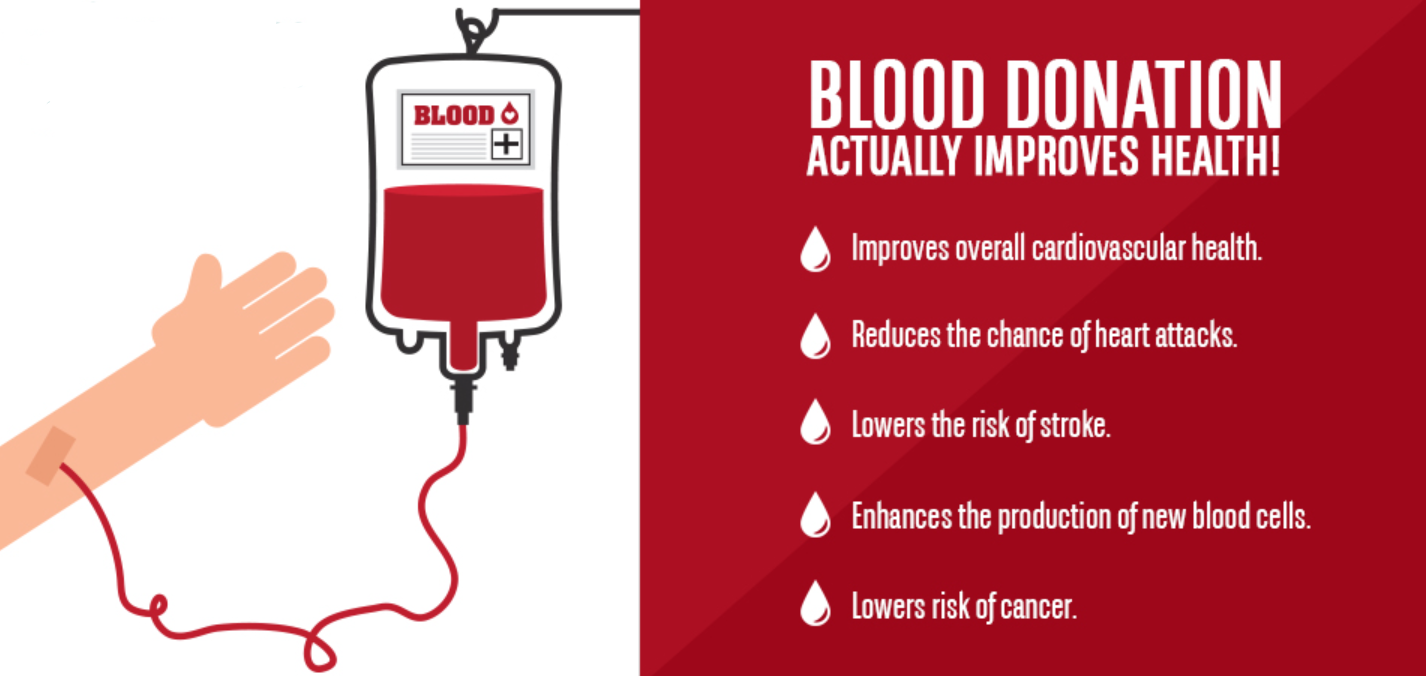 BLOOD
BLOOD DONATION
ACTUALLY IMPROVES HEALTH!
Improves overall cardiovascular health.
Reduces the chance of heart attacks.
Lowers the risk of stroke.
Enhances the production of new blood cells.
Lowers risk of cancer.